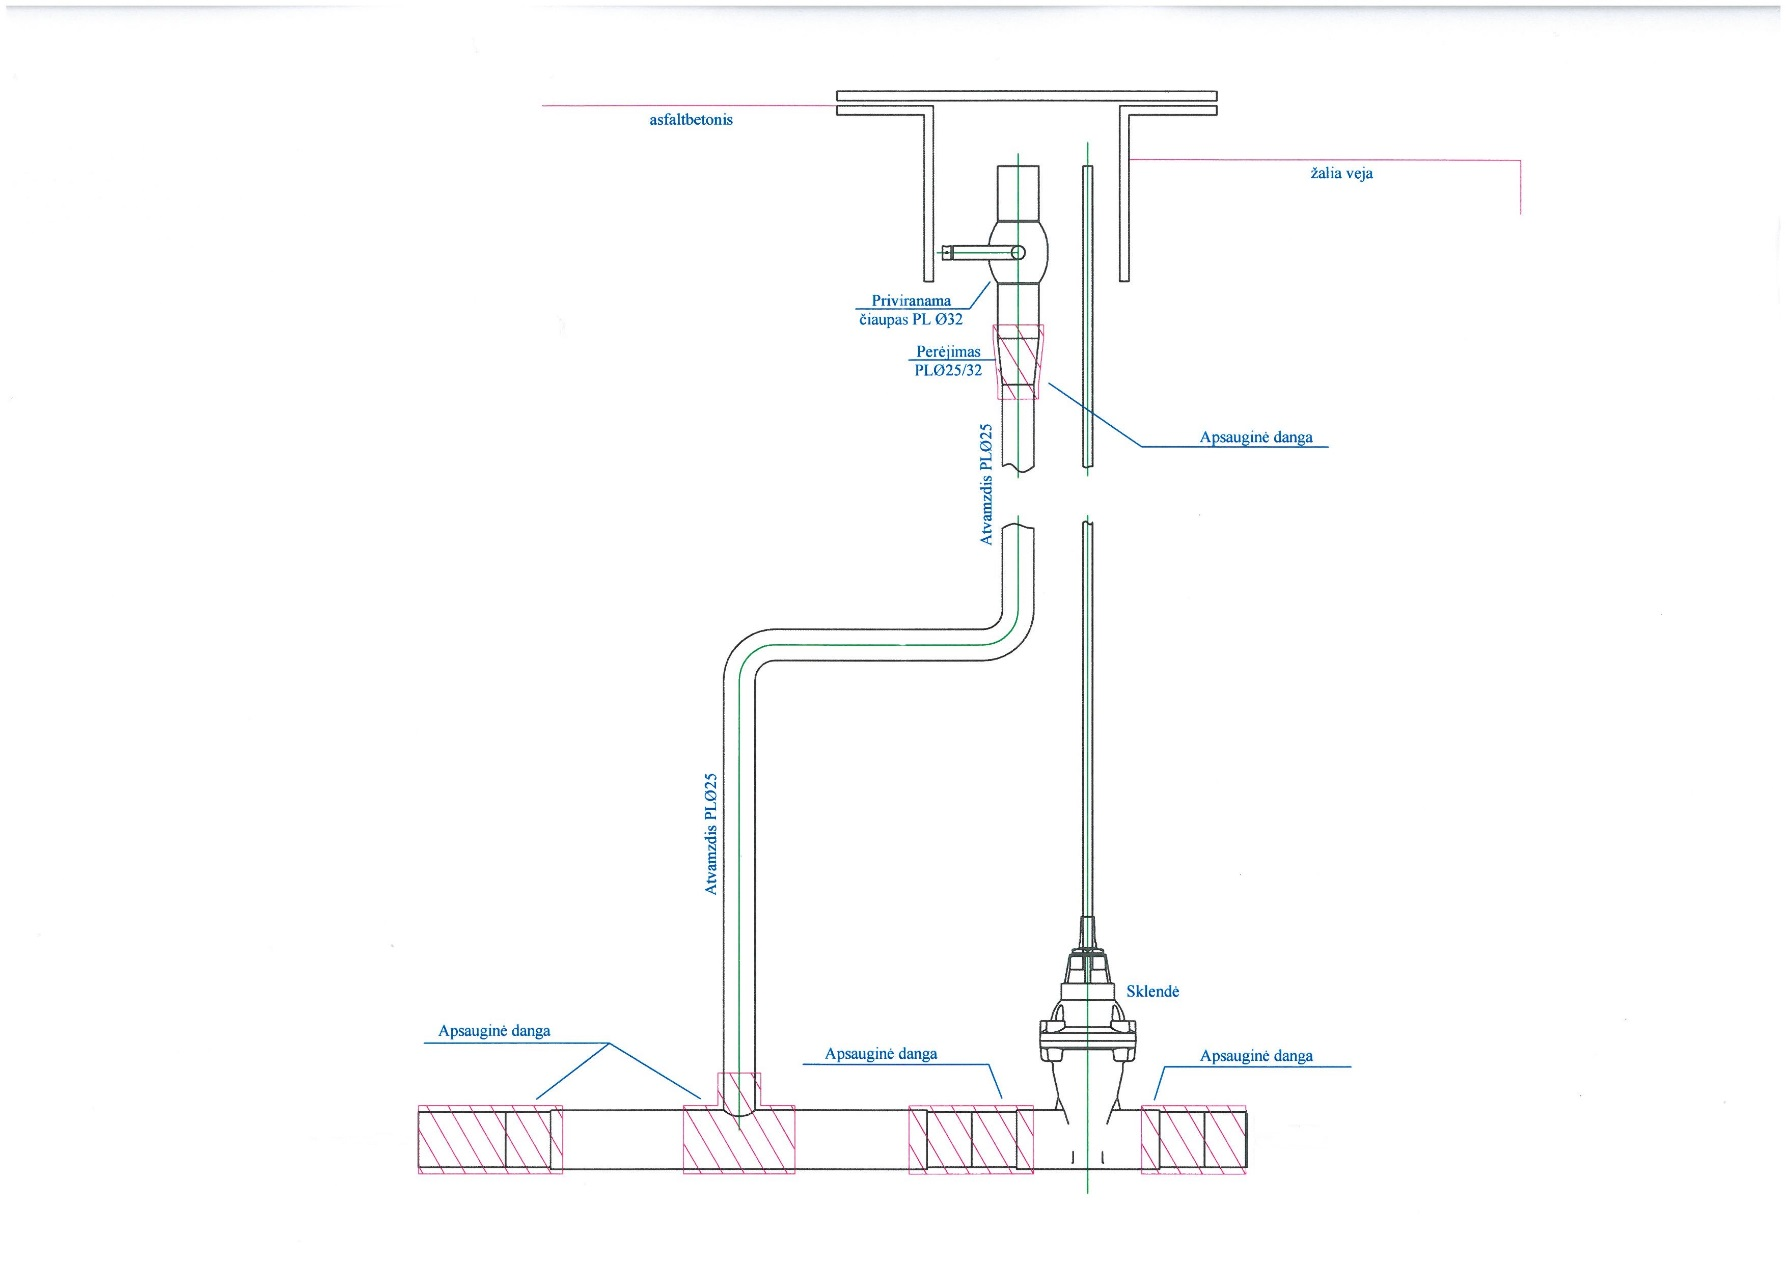 asfaltbetonis
žalia veja
Priviranama
čiaupas PL Ø32
Perėjimas
PLØ25/32
Apsauginė danga
Atvamzdis PLØ25
Atvamzdis PLØ25
Sklendė
Apsauginė danga
Apsauginė danga
Apsauginė danga